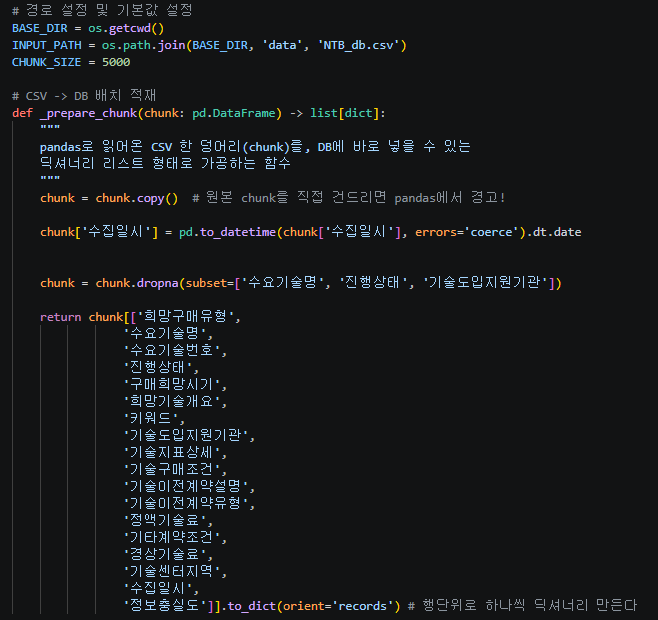 # 경로 설정 및 기본값 설정
BASE_DIR = os.getcwd()
INPUT_PATH = os.path.join(BASE_DIR, 'data', 'NTB_db.csv')
CHUNK_SIZE = 5000
# CSV -> DB 배치 적재
def _prepare_chunk(chunk: pd.DataFrame) -> list[dict]:
    """
    pandas로 읽어온 CSV 한 덩어리(chunk)를, DB에 바로 넣을 수 있는
    딕셔너리 리스트 형태로 가공하는 함수
    """
    chunk = chunk.copy()  # 원본 chunk를 직접 건드리면 pandas에서 경고!
    chunk['수집일시'] = pd.to_datetime(chunk['수집일시'], errors='coerce').dt.date
    chunk = chunk.dropna(subset=['수요기술명', '진행상태', '기술도입지원기관'])
    return chunk[['희망구매유형',
                '수요기술명',
                '수요기술번호',
                '진행상태',
                '구매희망시기',
                '희망기술개요',
                '키워드',
                '기술도입지원기관',
                '기술지표상세',
                '기술구매조건',
                '기술이전계약설명',
                '기술이전계약유형',
                '정액기술료',
                '기타계약조건',
                '경상기술료',
                '기술센터지역',
                '수집일시',
                '정보충실도']].to_dict(orient='records') # 행단위로 하나씩 딕셔너리 만든다